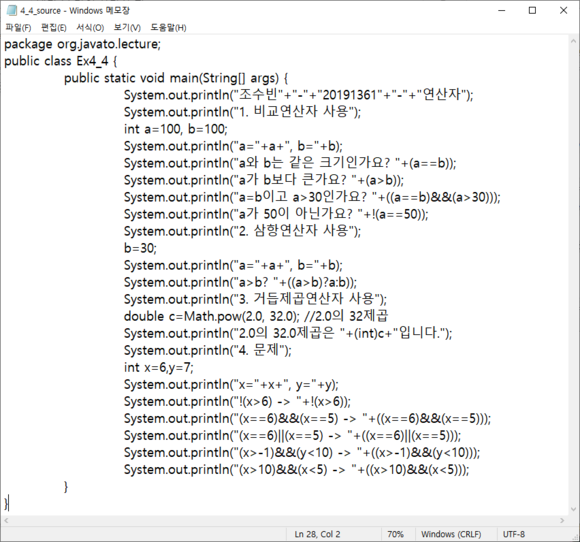 4_4_source - Windows 메모장
파일(F) 편집(E) 서식(O) 보기(V) 도움말(H)
package org.javato.lecture;
public class Ex4_4 {
public static void main(String[] args) {
System.out.println("조수빈"+"-"+"20191361"+"-"+"연산자");
System.out.println("1. 비교연산자 사용");
int a=100, b=100;
System.out.println("a="+a+", b="+b);
System.out.println("a와 b는 같은 크기인가요? "+(a==b));
System.out.println("a가 b보다 큰가요? "+(a>b));
System.out.println("a=b이고 a>30인가요? "+((a==b)&&(a>30)));
System.out.println("a가 50이 아닌가요? "+!(a==50));
System.out.println("2. 삼항연산자 사용");
b=30;
System.out.println("a="+a+", b="+b);
System.out.println("a>b? "+((a>b)?a:b));
System.out.println("3. 거듭제곱연산자 사용");
double c=Math.pow(2.0, 32.0); //2.0의 32제곱
System.out.println("2.0의 32.0제곱은 "+(int)c+"입니다.");
System.out.println("4. 문제");
int x=6,y=7;
System.out.println("x="+x+", y="+y);
System.out.println("!(x>6) -> "+!(x>6));
System.out.println("(x==6)&&(x==5) -> "+((x==6)&&(x==5)));
System.out.println("(x==6)||(x==5) -> "+((x==6)||(x==5)));
System.out.println("(x>-1)&&(y<10) -> "+((x>-1)&&(y<10)));
System.out.println("(x>10)&&(x<5) -> "+((x>10)&&(x<5)));
}
}
Ln 28, Col 2 70% Windows (CRLF) UTF-8